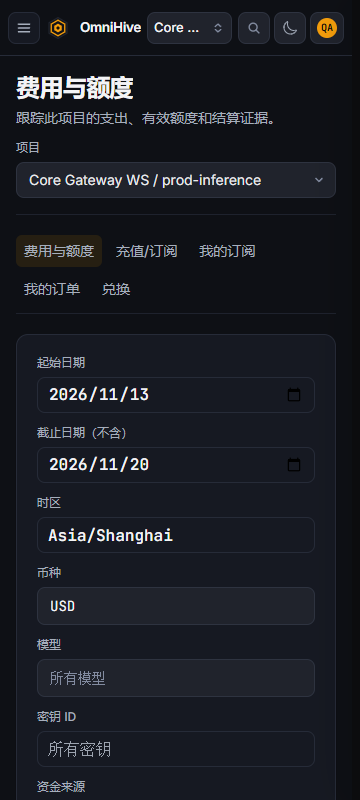 OmniHive Core ... QA
费用与额度
跟踪此项目的支出、有效额度和结算证据。
项目
Core Gateway WS / prod-inference
费用与额度 充值/订阅 我的订阅
我的订单 兑换
起始日期
2026/11/13
截止日期（不含）
2026/11/20
时区
Asia/Shanghai
币种
USD
模型
所有模型
密钥 ID
所有密钥
资金来源